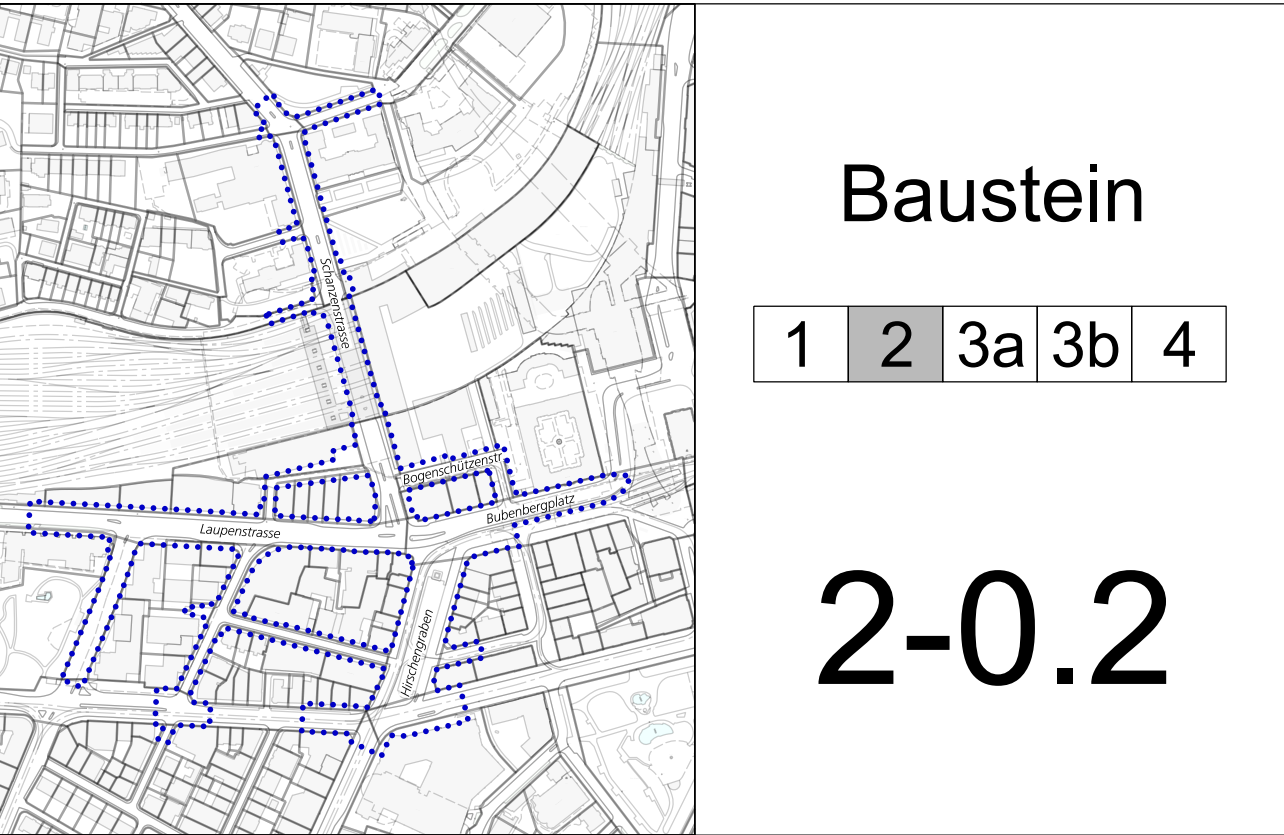 Schanzenstrasse
Bogenschützenstr
Bubenbergplatz
Laupenstrasse
Hirschengraben
Baustein
1 2 3a 3b 4
2-0.2